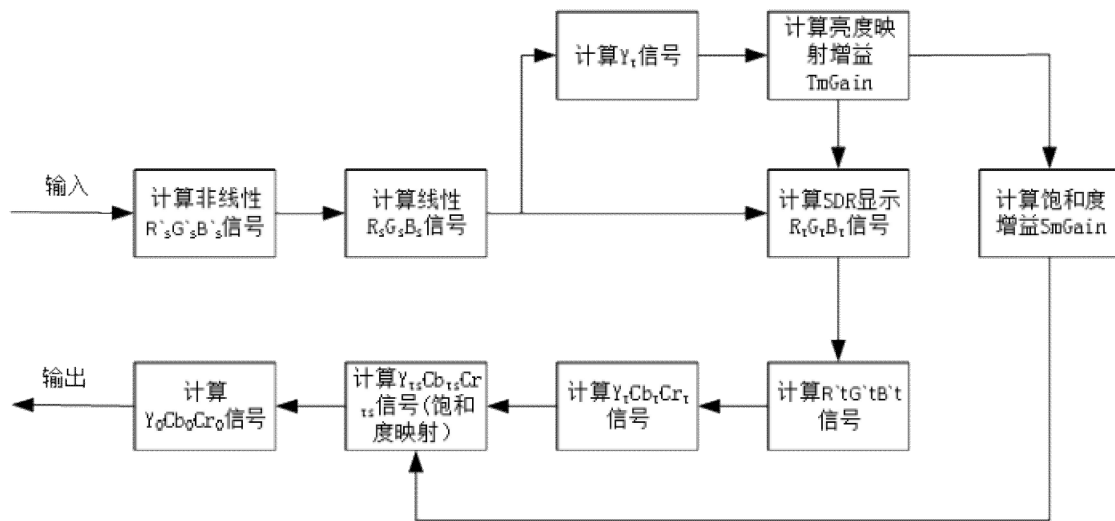 计算Yₜ信号
计算亮度映
射增益
TmGain
输入
计算非线性
R`ₛG`ₛB`ₛ信号
计算线性
RₛGₛBₛ信号
计算SDR显示
RₜGₜBₜ信号
计算饱和度
增益SmGain
输出
计算
Y₀Cb₀Cr₀信号
计算YₜₛCbₜₛCr
ₜₛ信号(饱和
度映射)
计算YₜCbₜCrₜ
信号
计算R`tG`tB`t
信号